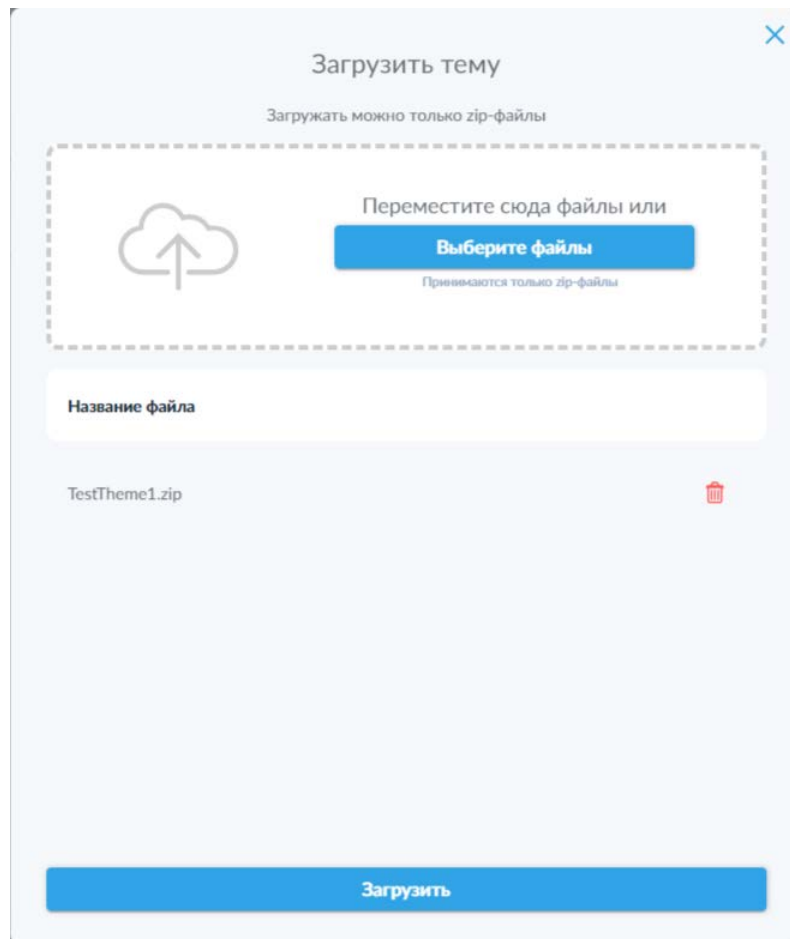 Загрузить тему
Загружать можно только zip-файлы
Переместите сюда файлы или
Выберите файлы
Принимаются только zip-файлы
Название файла
TestTheme1.zip
Загрузить